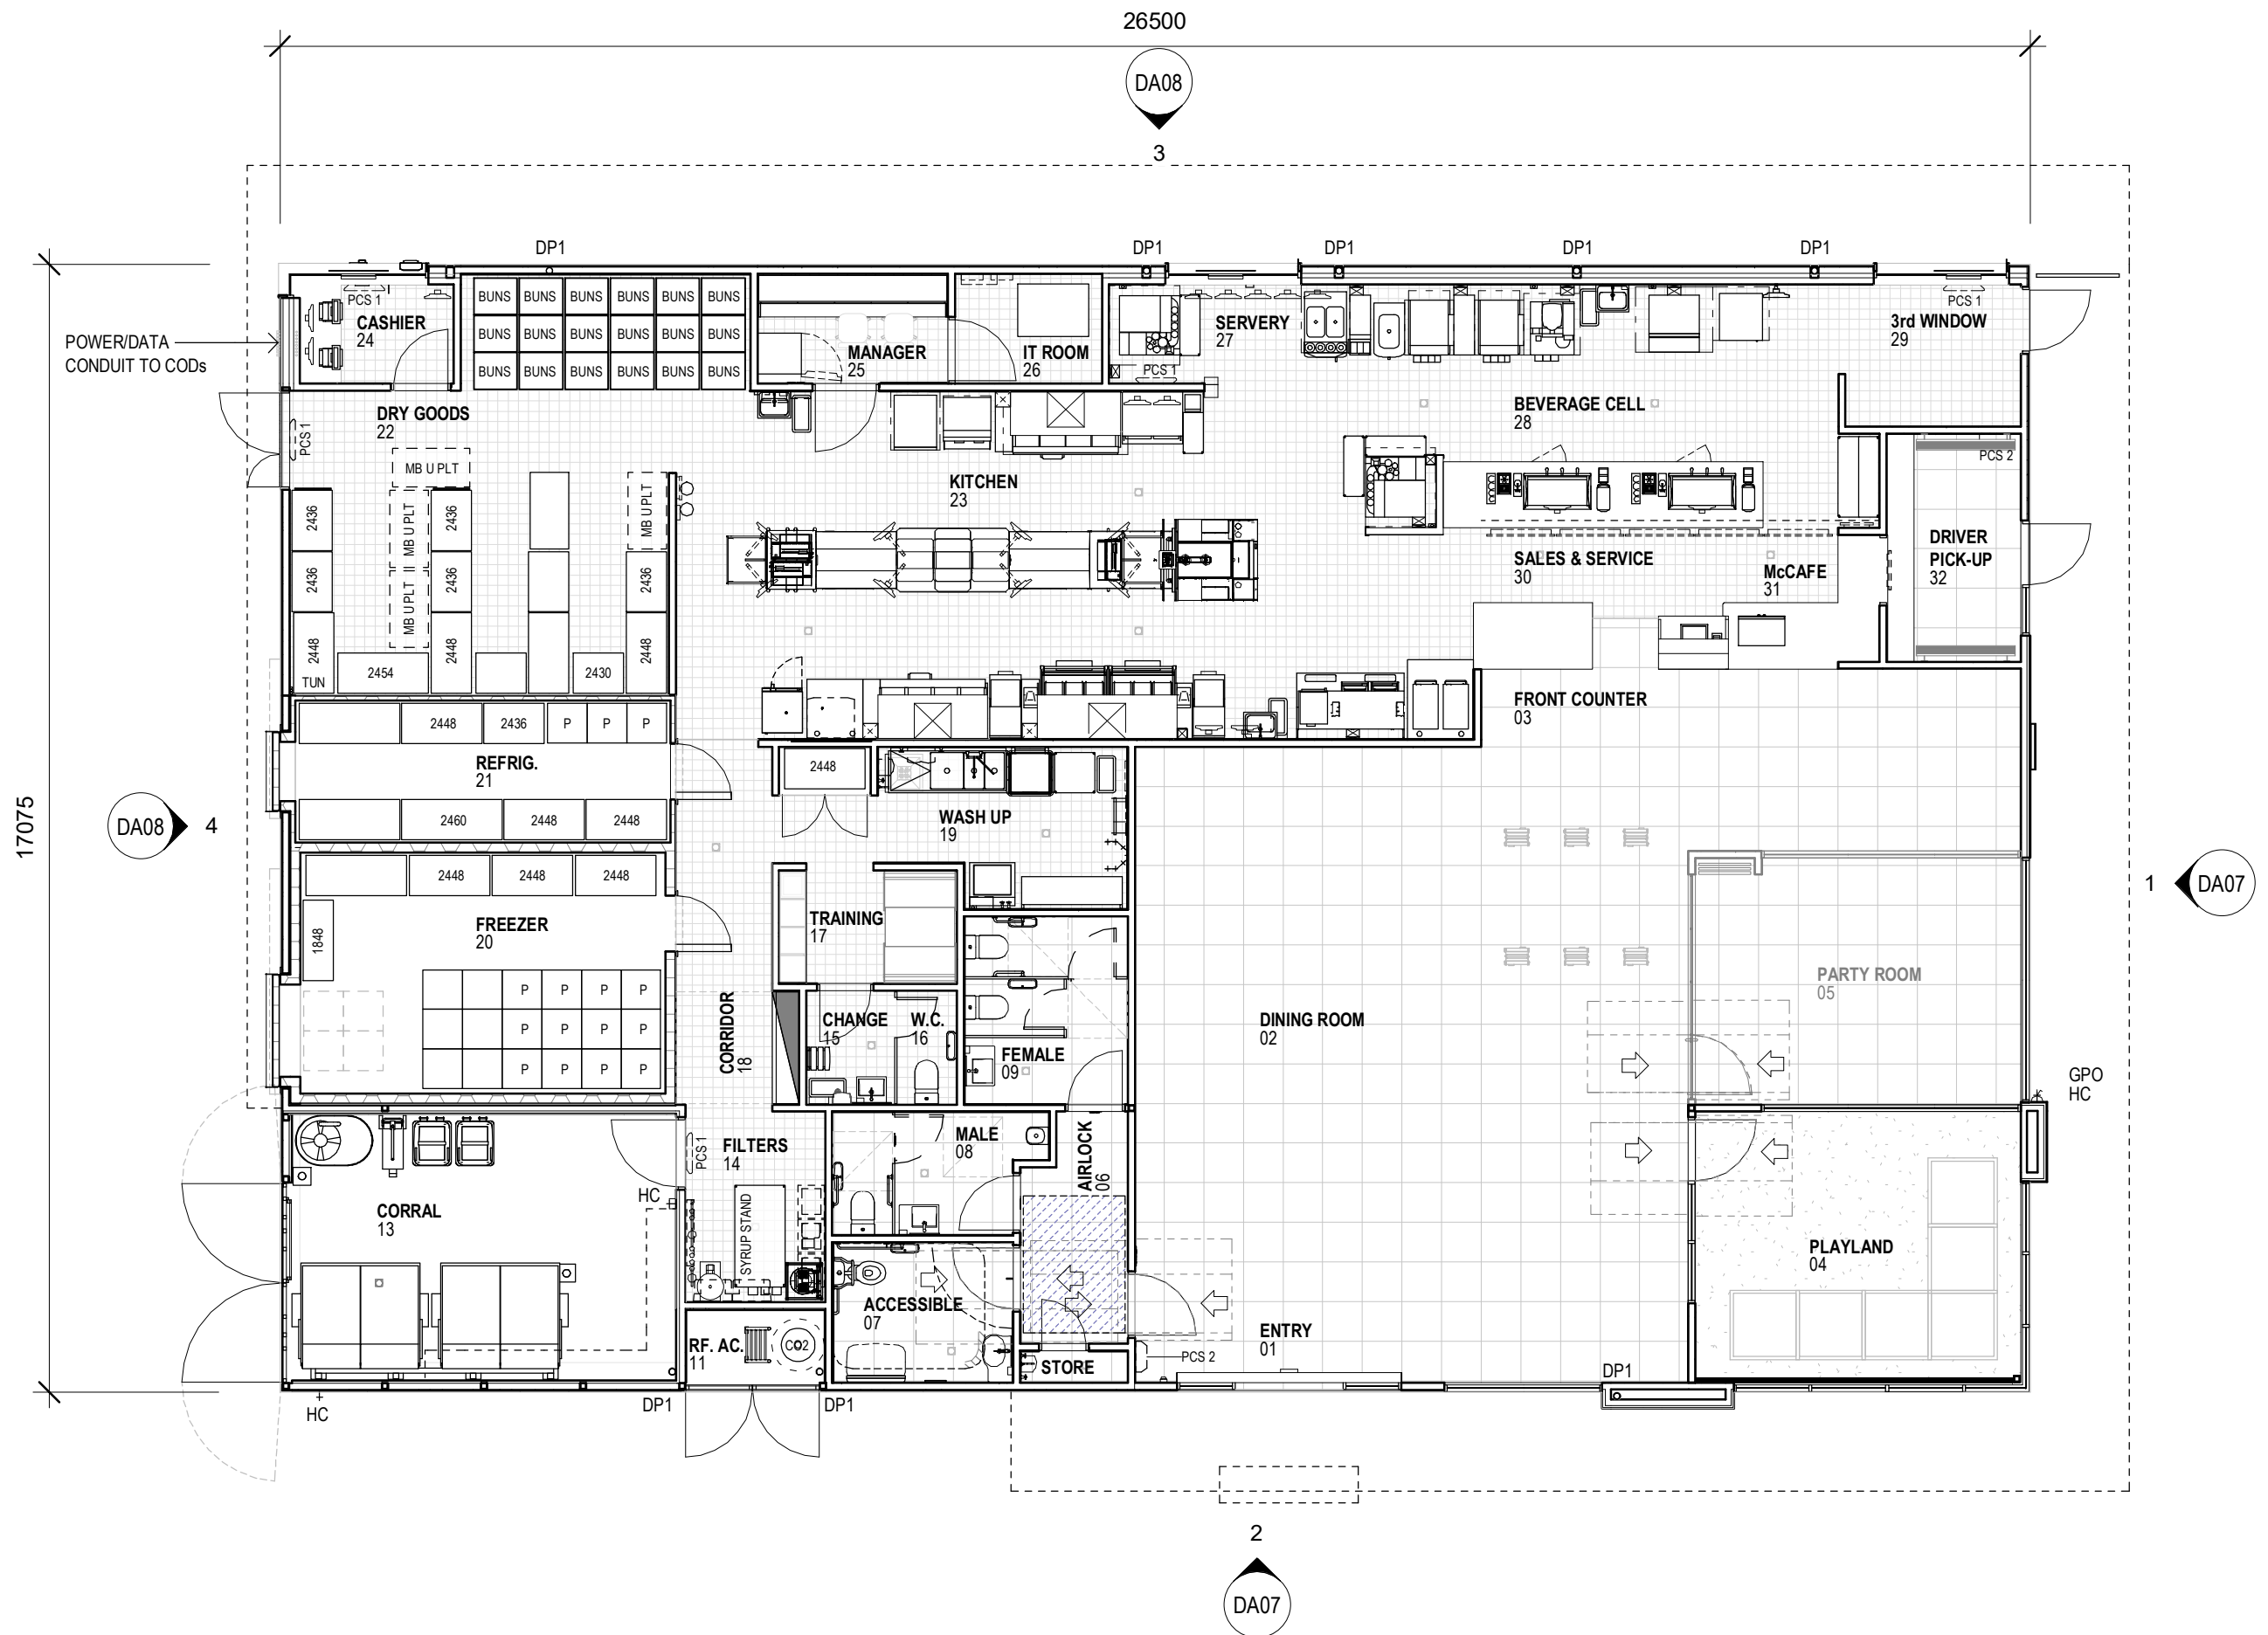 26500
DA08
3
DP1
DP1
DP1
DP1
DP1
POWER/DATA
CONDUIT TO CODs
PCS 1
CASHIER
24
BUNS BUNS BUNS BUNS BUNS BUNS
BUNS BUNS BUNS BUNS BUNS BUNS
BUNS BUNS BUNS BUNS BUNS BUNS
MANAGER
25
IT ROOM
26
SERVERY
27
PCS 1
PCS 1
3rd WINDOW
29
DRY GOODS
22
PCS 1
MB U PLT
MB U PLT
MB U PLT
MB U PLT
2436
2436
2448
TUN
2454
2436
2436
2448
2430
2436
2448
KITCHEN
23
BEVERAGE CELL
28
SALES & SERVICE
30
McCAFE
31
PCS 2
DRIVER
PICK-UP
32
FRONT COUNTER
03
2448 2436 P P P
REFRIG.
21
2460 2448 2448
17075
DA08
4
2448
WASH UP
19
2448 2448 2448
FREEZER
20
1848
P P P P
P P P P
P P P P
TRAINING
17
CORRIDOR
18
CHANGE
15
W.C.
16
FEMALE
09
DINING ROOM
02
PARTY ROOM
05
1
DA07
GPO
HC
FILTERS
14
PCS 1
HC
SYRUP STAND
MALE
08
AIRLOCK
06
CORRAL
13
PLAYLAND
04
ACCESSIBLE
07
RF. AC.
11
CO2
STORE
ENTRY
01
PCS 2
DP1
HC
DP1
DP1
2
DA07